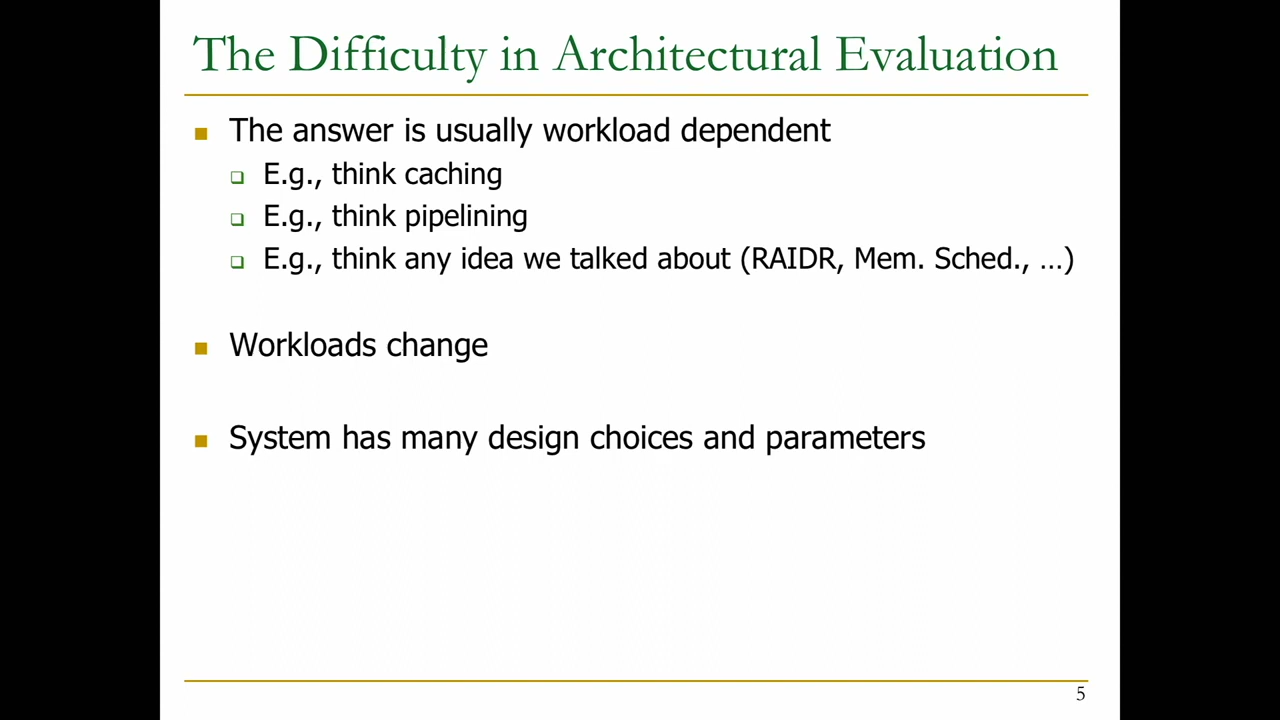 The Difficulty in Architectural Evaluation
The answer is usually workload dependent
E.g., think caching
E.g., think pipelining
E.g., think any idea we talked about (RAIDR, Mem. Sched., …)
Workloads change
System has many design choices and parameters
5